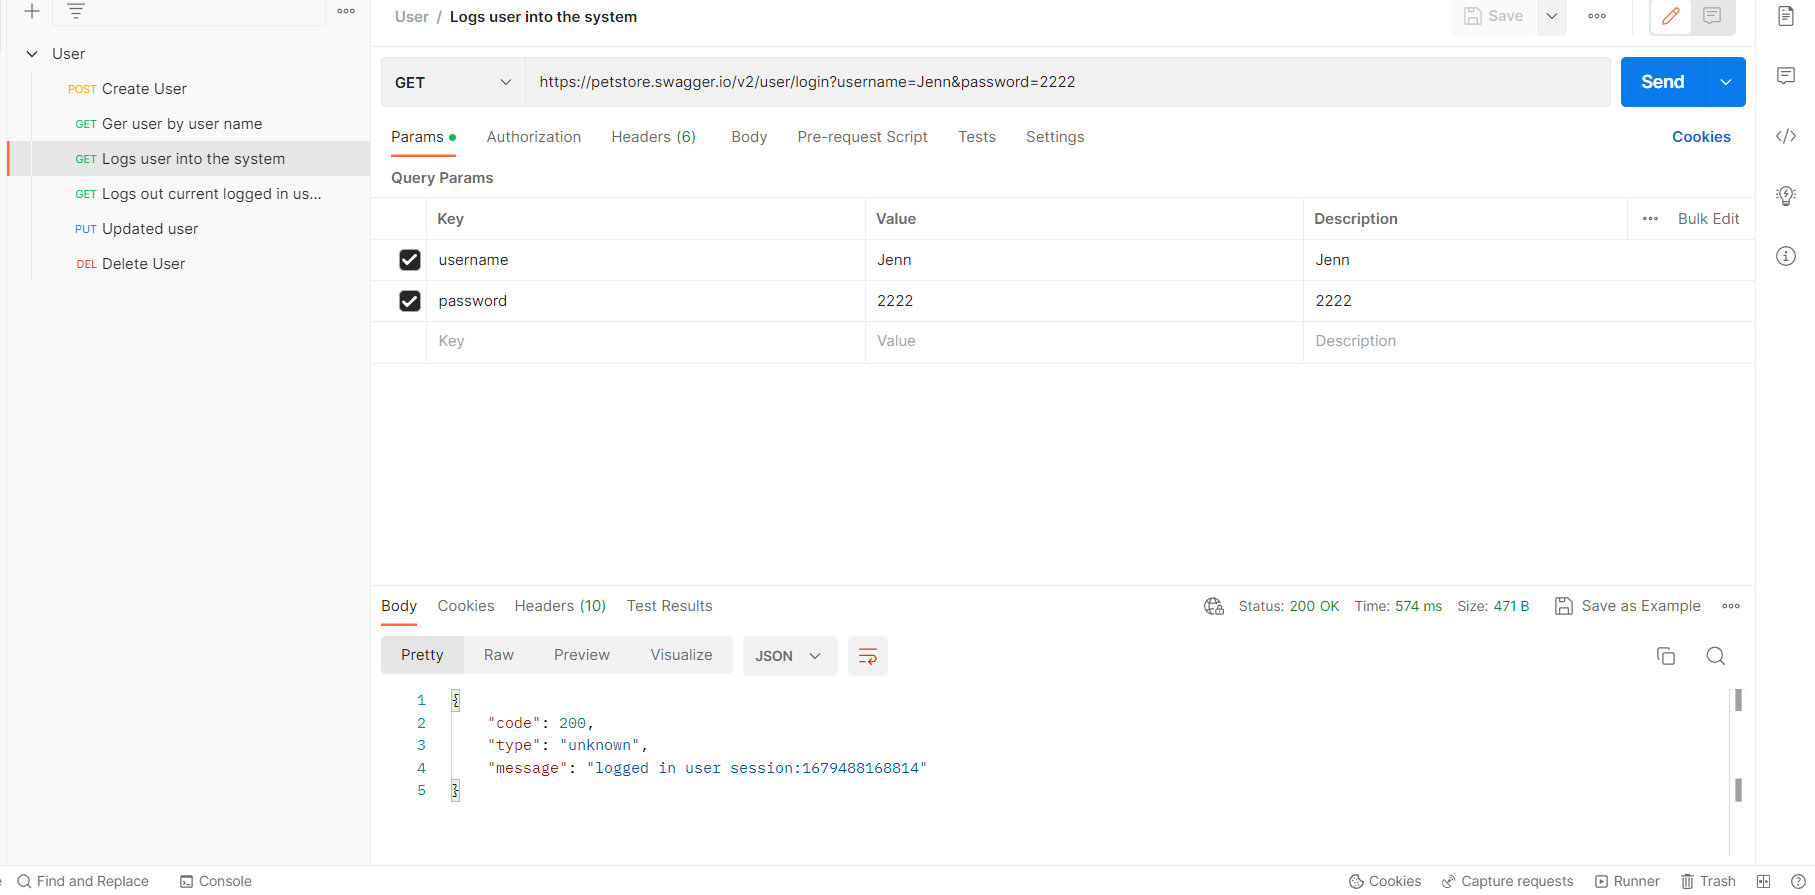 User / Logs user into the system
Save
User
POST Create User
GET Ger user by user name
GET Logs user into the system
GET Logs out current logged in us...
PUT Updated user
DEL Delete User
GET https://petstore.swagger.io/v2/user/login?username=Jenn&password=2222 Send
Params Authorization Headers (6) Body Pre-request Script Tests Settings Cookies
Query Params
Key Value Description Bulk Edit
username Jenn Jenn
password 2222 2222
Key Value Description
Body Cookies Headers (10) Test Results Status: 200 OK Time: 574 ms Size: 471 B Save as Example
Pretty Raw Preview Visualize JSON
1 {
2 "code": 200,
3 "type": "unknown",
4 "message": "logged in user session:1679488168814"
5 }
Find and Replace Console Cookies Capture requests Runner Trash